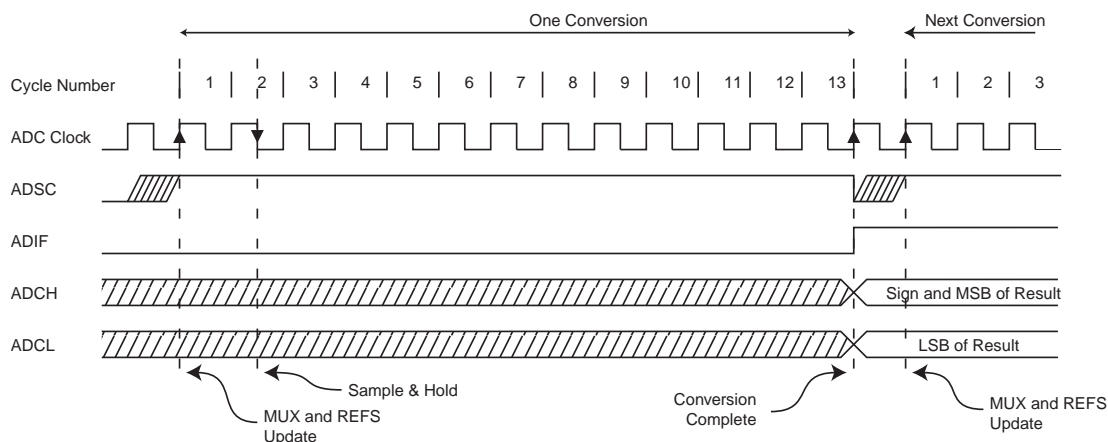 One Conversion
Next Conversion
Cycle Number 1 2 3 4 5 6 7 8 9 10 11 12 13 1 2 3
ADC Clock
ADSC
ADIF
ADCH Sign and MSB of Result
ADCL LSB of Result
Sample & Hold
MUX and REFS
Update
Conversion
Complete
MUX and REFS
Update